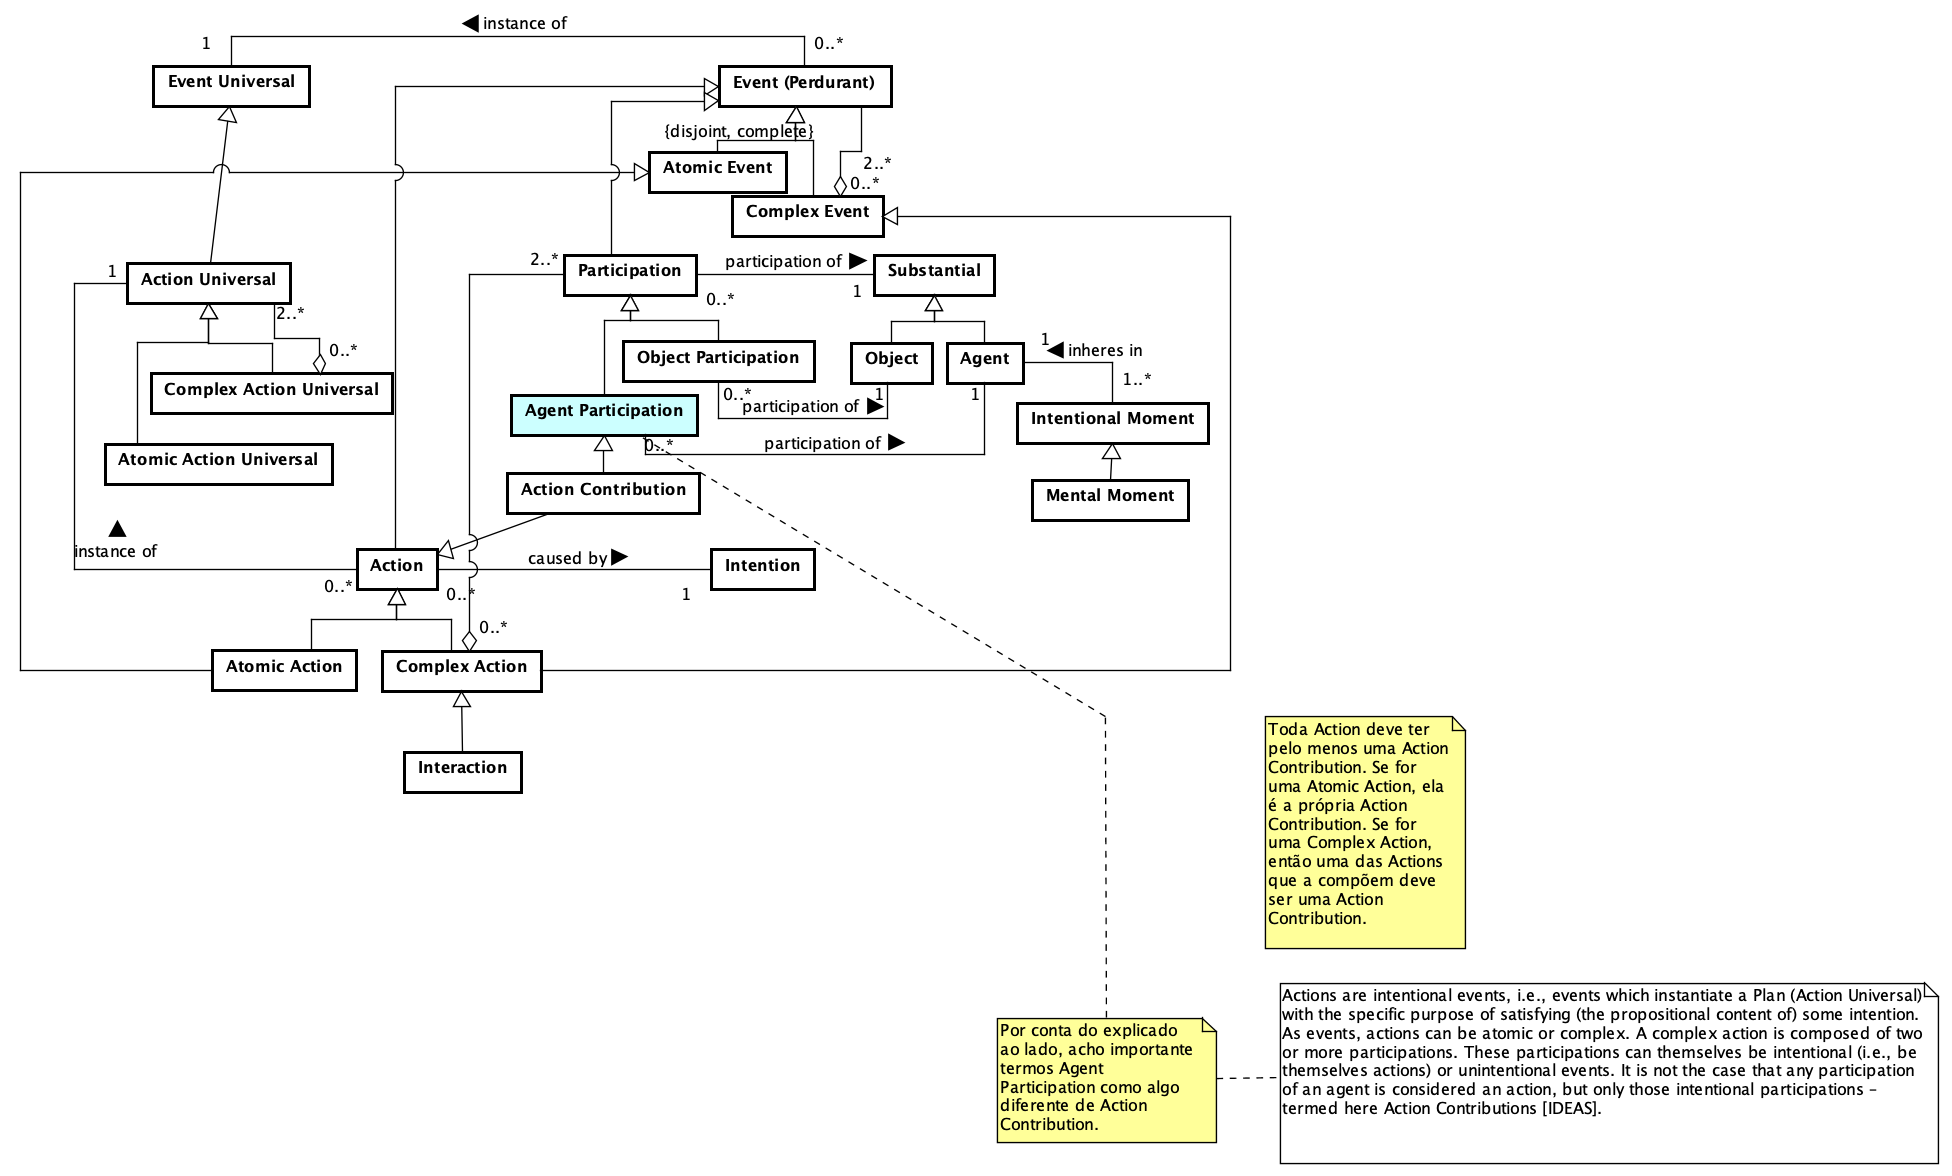 ◀ instance of
1
0..*
Event Universal
Event (Perdurant)
{disjoint, complete}
Atomic Event
2..*
0..*
Complex Event
2..*
Participation
participation of ▶
Substantial
1
Action Universal
0..*
1
2..*
0..*
Object Participation
Object
Agent
1
◀ inheres in
1..*
Complex Action Universal
0..*
1
1
participation of ▶
Agent Participation
Intentional Moment
0..*
participation of ▶
Atomic Action Universal
Action Contribution
Mental Moment
▲
instance of
Action
caused by ▶
Intention
0..*
0..*
1
0..*
Atomic Action
Complex Action
Interaction
Toda Action deve ter
pelo menos uma Action
Contribution. Se for
uma Atomic Action, ela
é a própria Action
Contribution. Se for
uma Complex Action,
então uma das Actions
que a compõem deve
ser uma Action
Contribution.
Por conta do explicado
ao lado, acho importante
termos Agent
Participation como algo
diferente de Action
Contribution.
Actions are intentional events, i.e., events which instantiate a Plan (Action Universal)
with the specific purpose of satisfying (the propositional content of) some intention.
As events, actions can be atomic or complex. A complex action is composed of two
or more participations. These participations can themselves be intentional (i.e., be
themselves actions) or unintentional events. It is not the case that any participation
of an agent is considered an action, but only those intentional participations –
termed here Action Contributions [IDEAS].